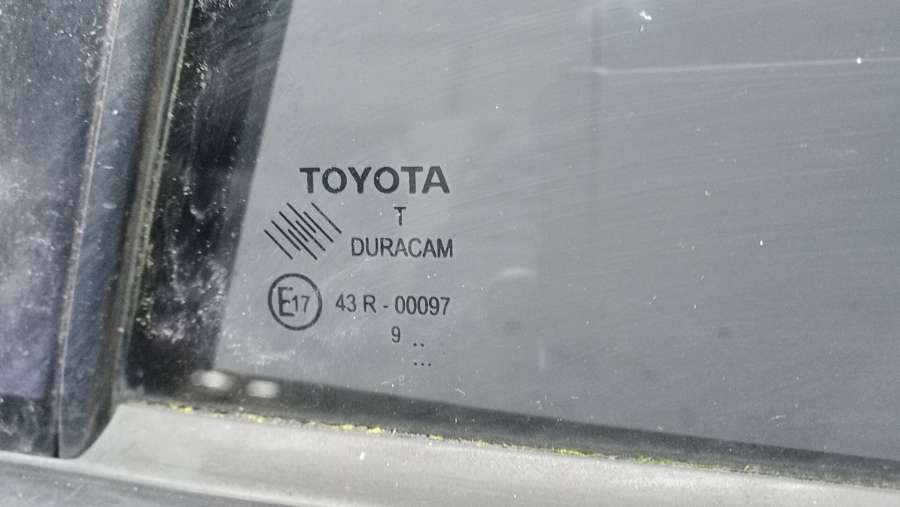 TOYOTA
T
DURACAM
E17 43 R - 00097
9 ..
...